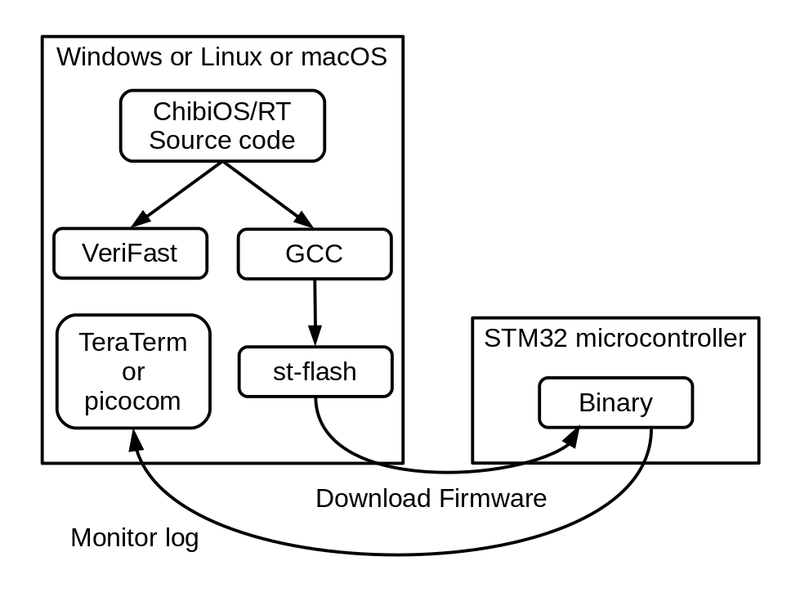 Windows or Linux or macOS
ChibiOS/RT
Source code
VeriFast
GCC
TeraTerm
or
picocom
st-flash
STM32 microcontroller
Binary
Download Firmware
Monitor log